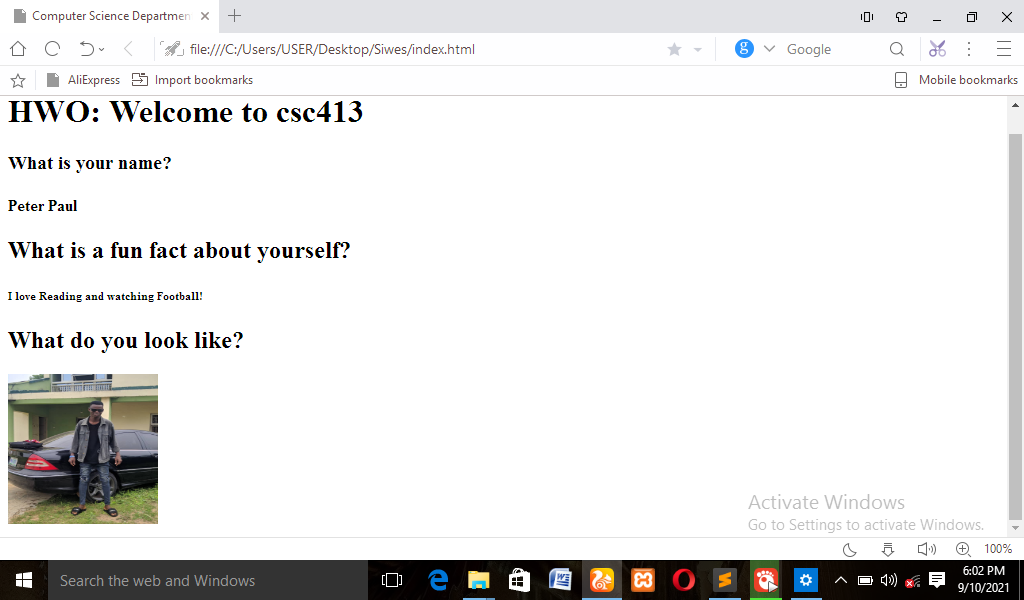 Computer Science Departmen
file:///C:/Users/USER/Desktop/Siwes/index.html
g
Google
AliExpress
Import bookmarks
Mobile bookmarks
HWO: Welcome to csc413
What is your name?
Peter Paul
What is a fun fact about yourself?
I love Reading and watching Football!
What do you look like?
Activate Windows
Go to Settings to activate Windows.
100%
Search the web and Windows
6:02 PM
9/10/2021